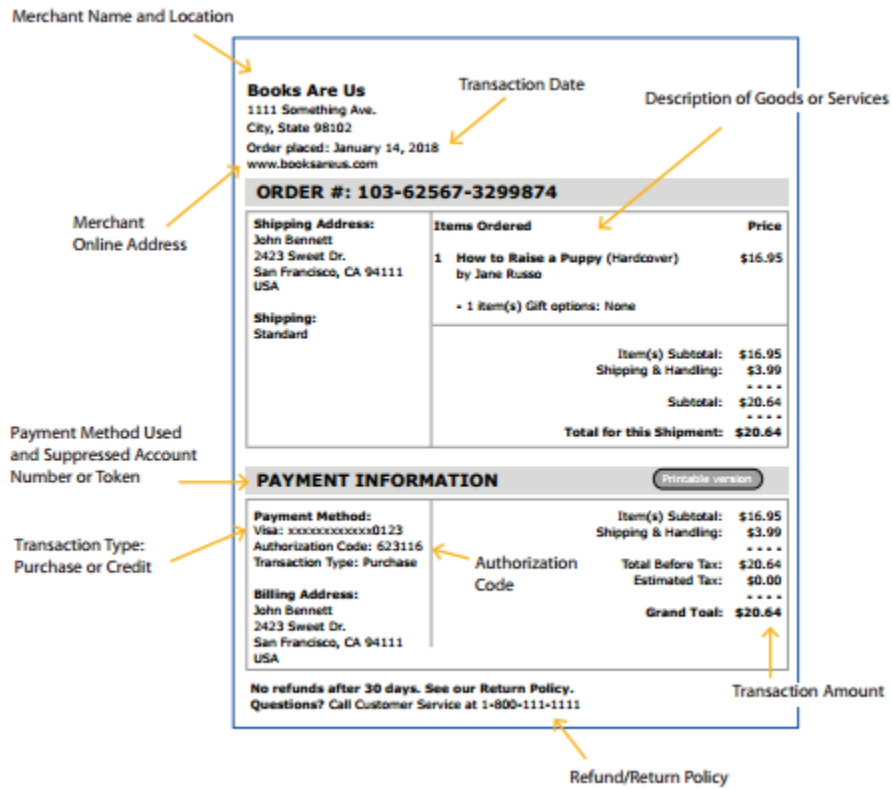 Merchant Name and Location
Books Are Us
1111 Something Ave.
City, State 98102
Order placed: January 14, 2018
www.booksareus.com
Transaction Date
Description of Goods or Services
Merchant
Online Address
ORDER #: 103-62567-3299874
Shipping Address:
John Bennett
2423 Sweet Dr.
San Francisco, CA 94111
USA
Shipping:
Standard
Items Ordered Price
1 How to Raise a Puppy (Hardcover) $16.95
by Jane Russo
- 1 item(s) Gift options: None
Item(s) Subtotal: $16.95
Shipping & Handling: $3.99
- - - -
Subtotal: $20.64
- - - -
Total for this Shipment: $20.64
Payment Method Used
and Suppressed Account
Number or Token
PAYMENT INFORMATION
Printable version
Transaction Type:
Purchase or Credit
Payment Method:
Visa: xxxxxxxxxxxx0123
Authorization Code: 623116
Transaction Type: Purchase
Billing Address:
John Bennett
2423 Sweet Dr.
San Francisco, CA 94111
USA
Authorization
Code
Item(s) Subtotal: $16.95
Shipping & Handling: $3.99
- - - -
Total Before Tax: $20.64
Estimated Tax: $0.00
- - - -
Grand Toal: $20.64
Transaction Amount
No refunds after 30 days. See our Return Policy.
Questions? Call Customer Service at 1-800-111-1111
Refund/Return Policy